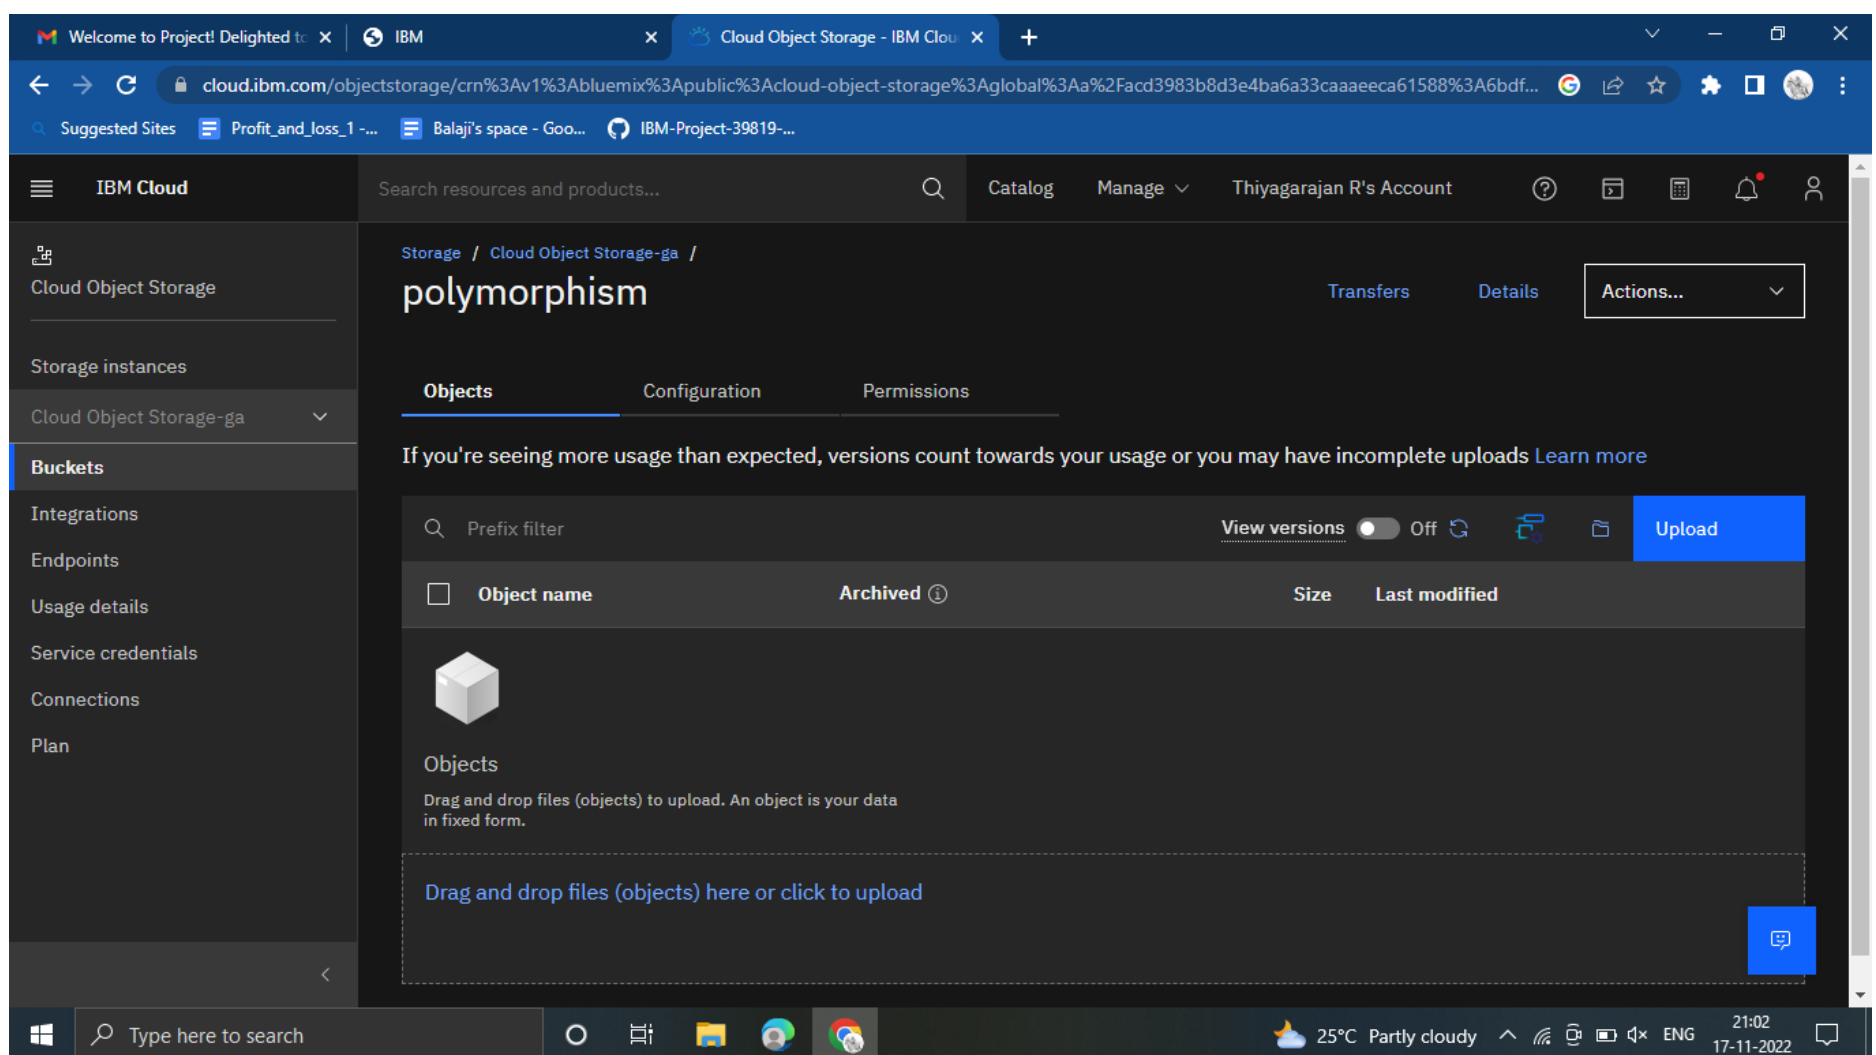 Welcome to Project! Delighted to
IBM
Cloud Object Storage - IBM Clou
cloud.ibm.com/objectstorage/crn%3Av1%3Abluemix%3Apublic%3Acloud-object-storage%3Aglobal%3Aa%2Facd3983b8d3e4ba6a33caaaeeca61588%3A6bdf...
Suggested Sites
Profit_and_loss_1 -...
Balaji's space - Goo...
IBM-Project-39819-...
IBM Cloud
Search resources and products...
Catalog
Manage
Thiyagarajan R's Account
Cloud Object Storage
Storage instances
Cloud Object Storage-ga
Buckets
Integrations
Endpoints
Usage details
Service credentials
Connections
Plan
Storage / Cloud Object Storage-ga /
polymorphism
Transfers
Details
Actions...
Objects
Configuration
Permissions
If you're seeing more usage than expected, versions count towards your usage or you may have incomplete uploads Learn more
Prefix filter
View versions
Off
Upload
Object name
Archived
Size
Last modified
Objects
Drag and drop files (objects) to upload. An object is your data
in fixed form.
Drag and drop files (objects) here or click to upload
Type here to search
25°C Partly cloudy
ENG
21:02
17-11-2022